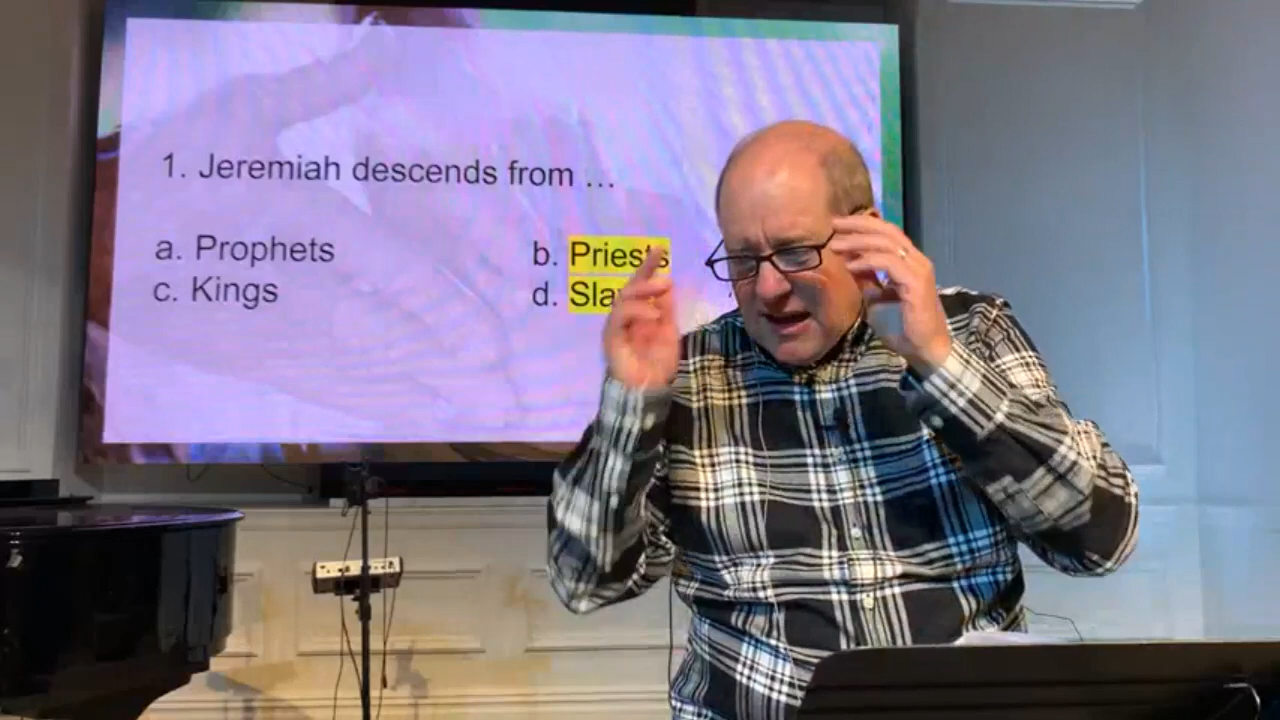 1. Jeremiah descends from …
a. Prophets b. Priests
c. Kings d.